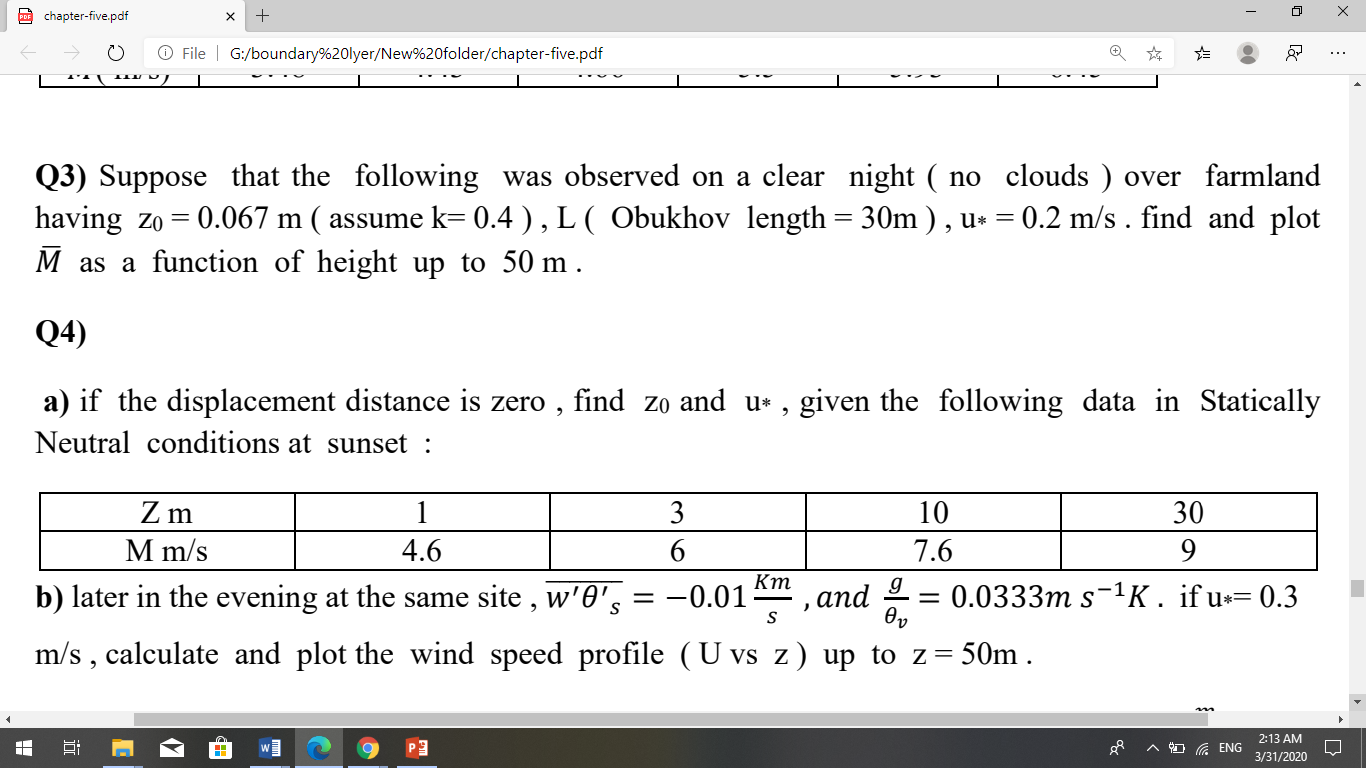 chapter-five.pdf
File | G:/boundary%20lyer/New%20folder/chapter-five.pdf
Q3) Suppose that the following was observed on a clear night ( no clouds ) over farmland
having z₀ = 0.067 m ( assume k= 0.4 ) , L ( Obukhov length = 30m ) , u* = 0.2 m/s . find and plot
M̅ as a function of height up to 50 m .
Q4)
a) if the displacement distance is zero , find z₀ and u* , given the following data in Statically
Neutral conditions at sunset :
Z m 1 3 10 30
M m/s 4.6 6 7.6 9
b) later in the evening at the same site , \overline{w'θ'}_s = −0.01 Km/s , and g/θ_v = 0.0333m s⁻¹K . if u*= 0.3
m/s , calculate and plot the wind speed profile ( U vs z ) up to z = 50m .
ENG
2:13 AM
3/31/2020